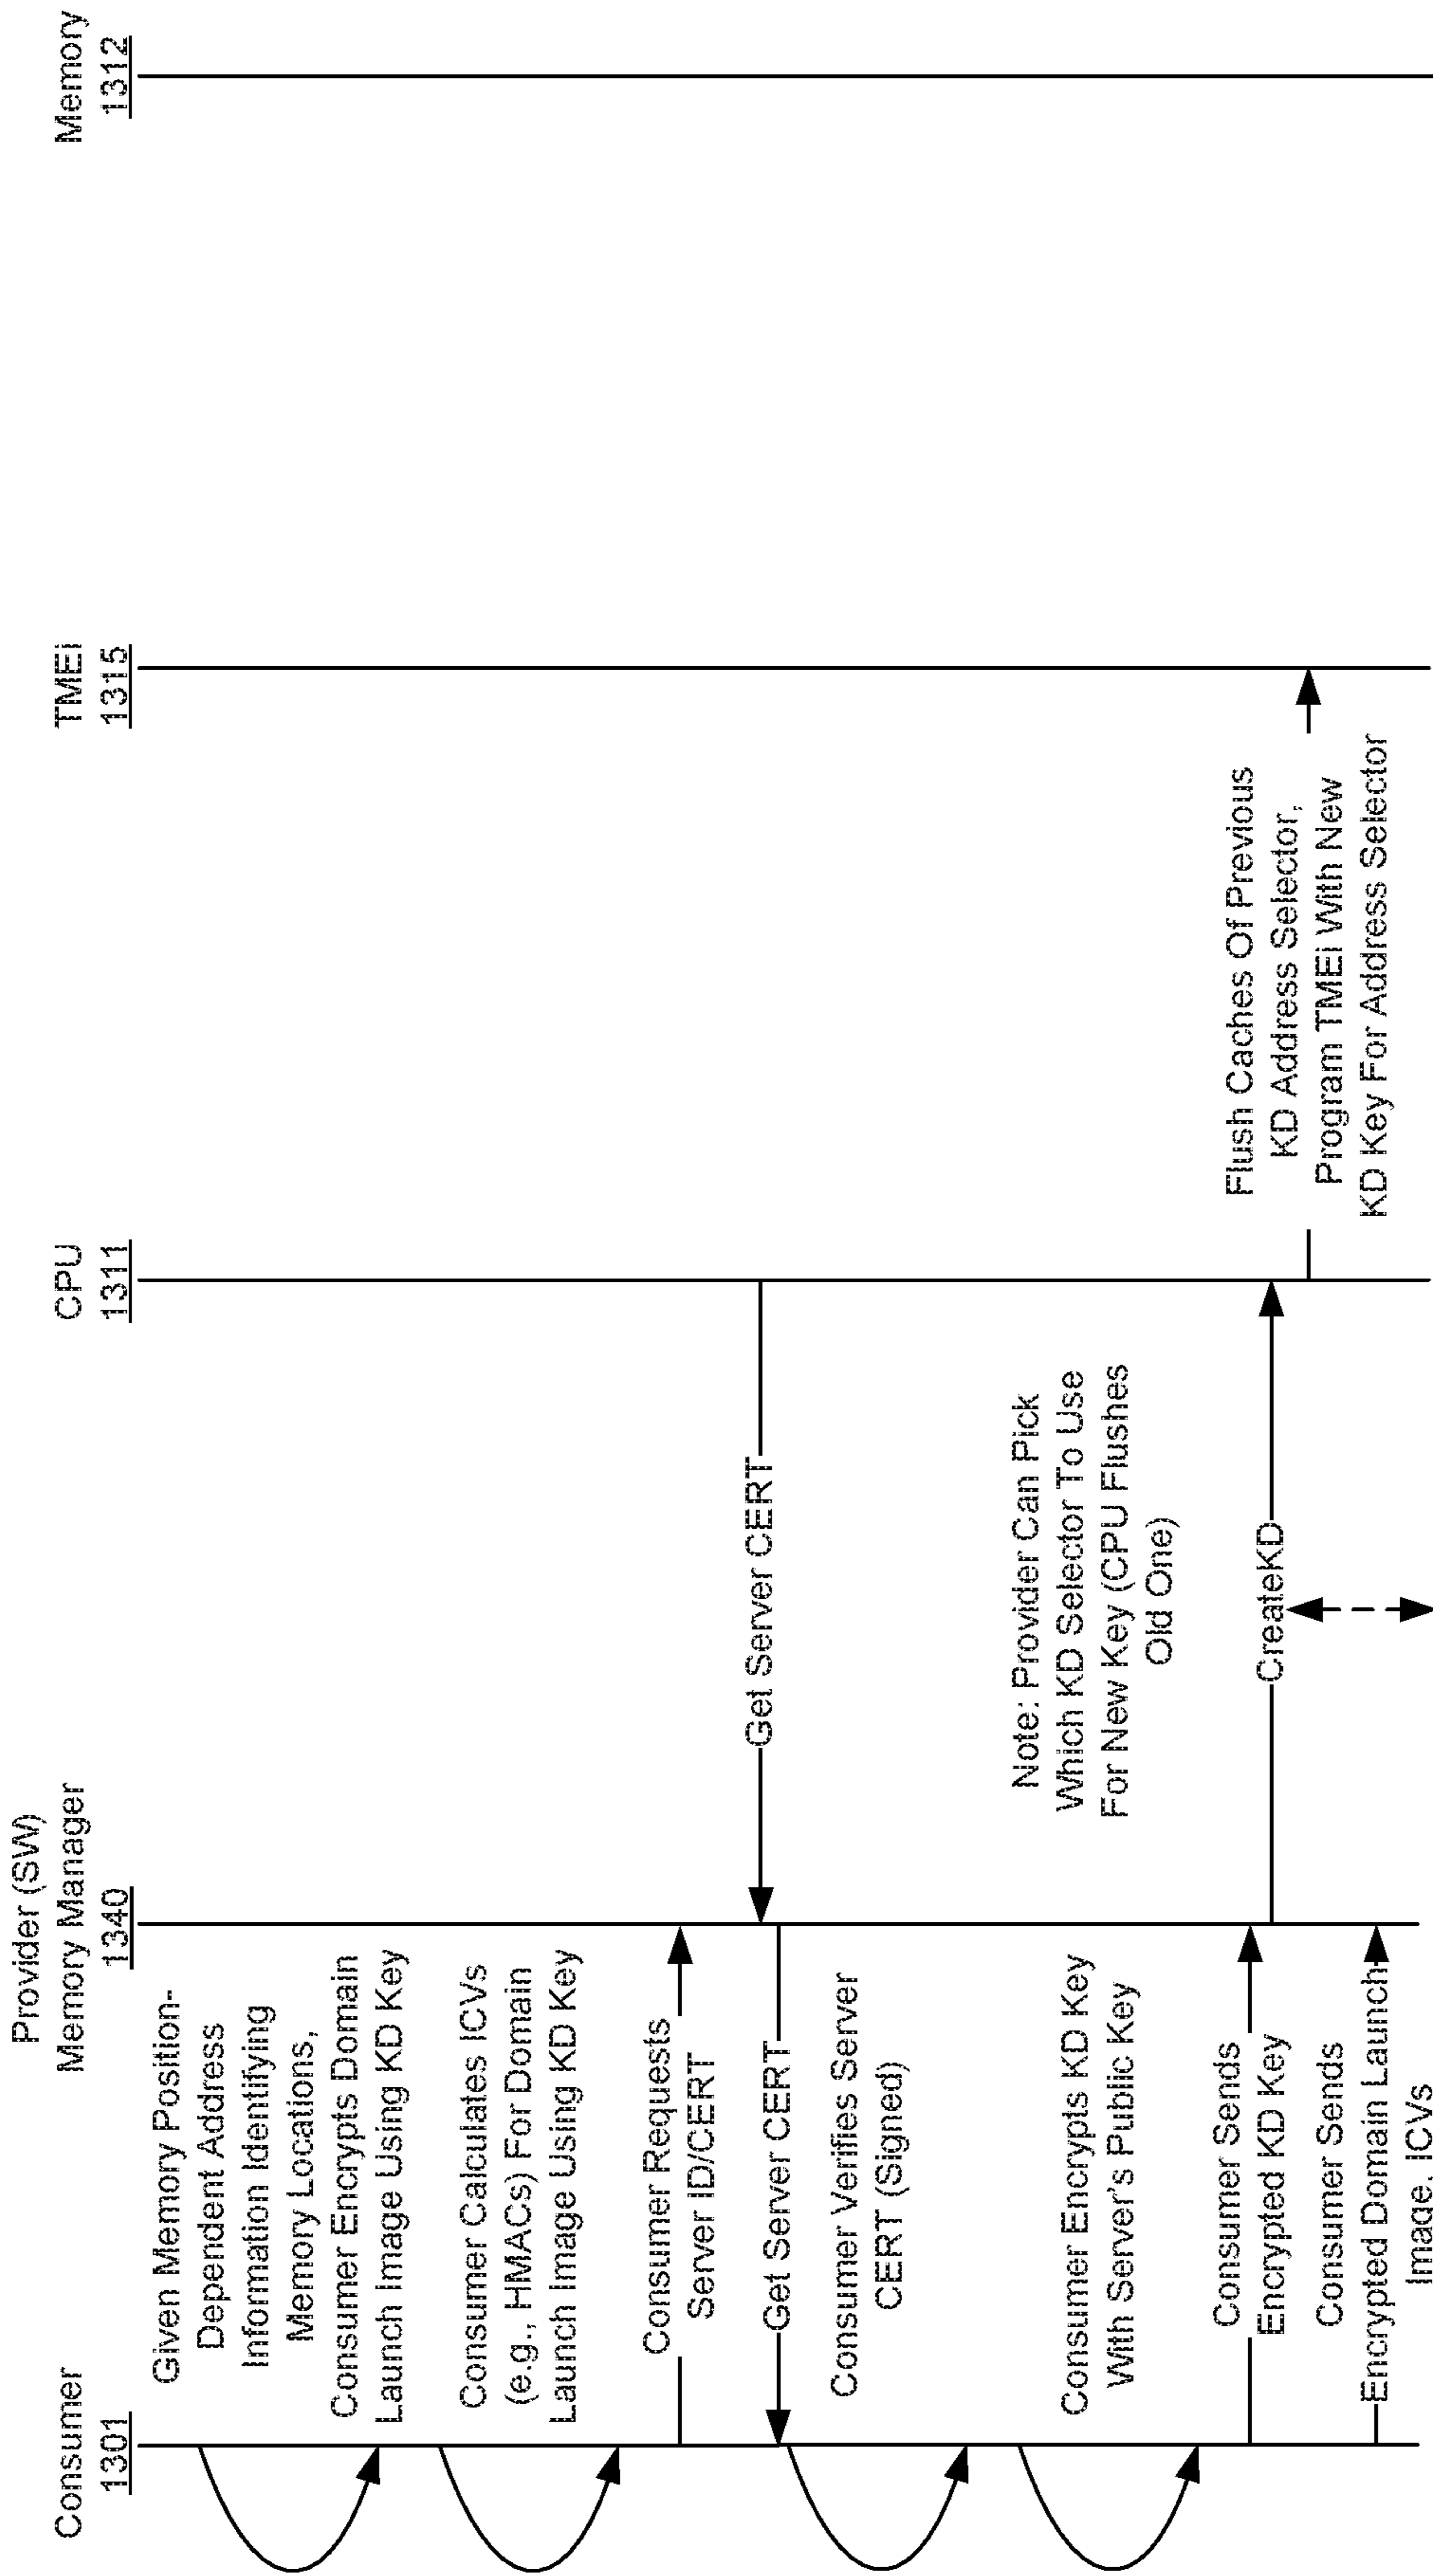 Consumer
1301
Provider (SW)
Memory Manager
1340
CPU
1311
TMEi
1315
Memory
1312
Given Memory Position-
Dependent Address
Information Identifying
Memory Locations,
Consumer Encrypts Domain
Launch Image Using KD Key
Consumer Calculates ICVs
(e.g., HMACs) For Domain
Launch Image Using KD Key
Consumer Requests
Server ID/CERT
Get Server CERT
Get Server CERT
Consumer Verifies Server
CERT (Signed)
Note: Provider Can Pick
Which KD Selector To Use
For New Key (CPU Flushes
Old One)
Consumer Encrypts KD Key
With Server's Public Key
Consumer Sends
Encrypted KD Key
CreateKD
Flush Caches Of Previous
KD Address Selector,
Program TMEi With New
KD Key For Address Selector
Consumer Sends
Encrypted Domain Launch
Image. ICVs